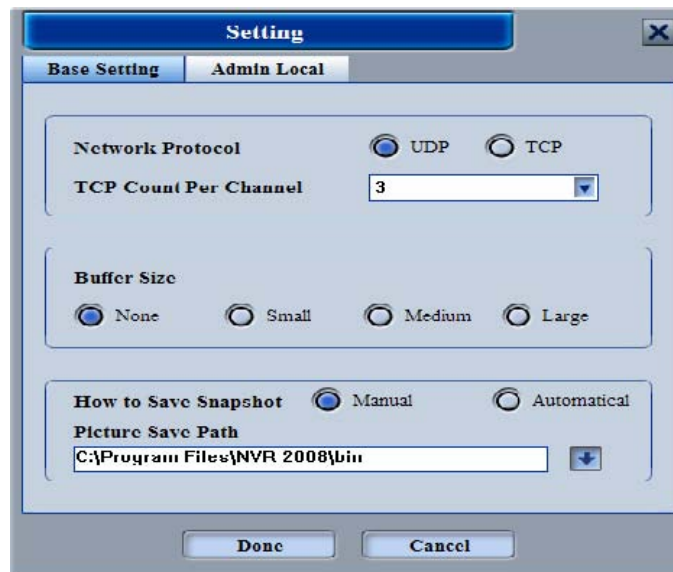 Setting
Base Setting Admin Local
Network Protocol UDP TCP
TCP Count Per Channel 3
Buffer Size
None Small Medium Large
How to Save Snapshot Manual Automatical
Picture Save Path
C:\Program Files\NVR 2008\bin
Done Cancel